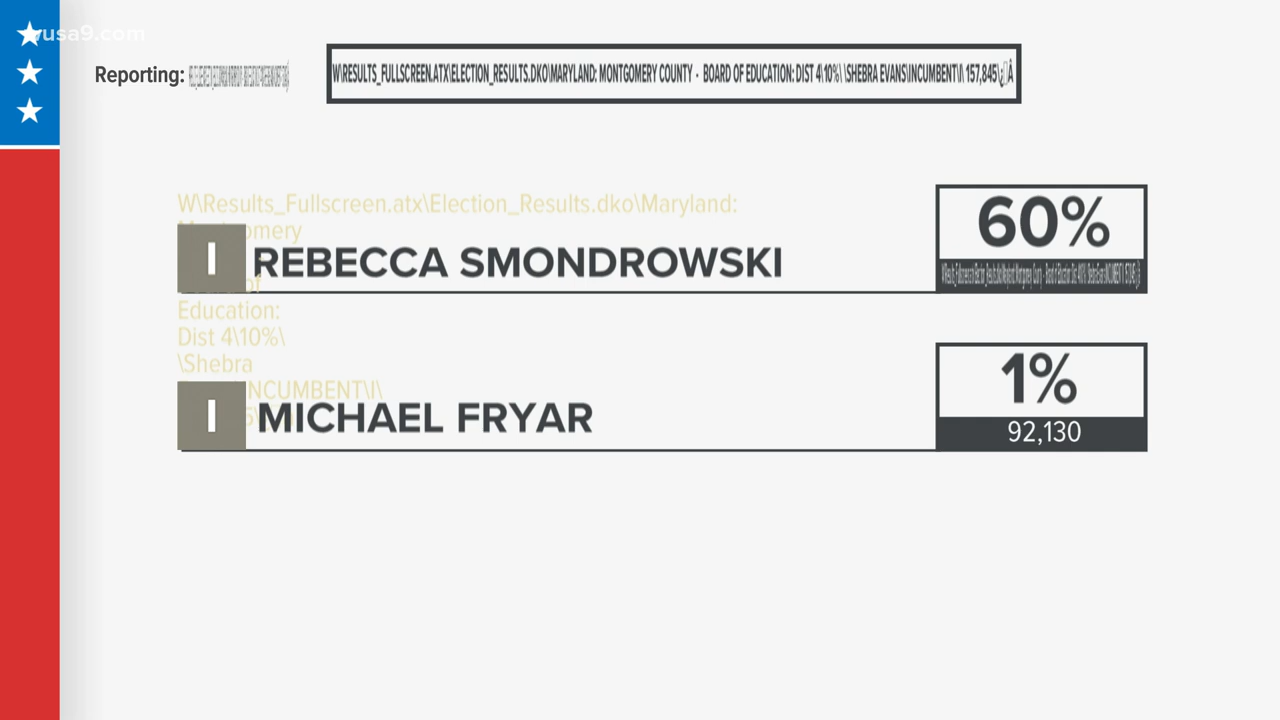 wusa9.com
Reporting:
W\RESULTS_FULLSCREEN.ATX\ELECTION_RESULTS.DKO\MARYLAND: MONTGOMERY COUNTY - BOARD OF EDUCATION: DIST 4\10%\ \SHEBRA EVANS\INCUMBENT\I\ 157,845\
W\Results_Fullscreen.atx\Election_Results.dko\Maryland:
I REBECCA SMONDROWSKI
60%
of
Education:
Dist 4\10%\
\Shebra
NCUMBENT\I\
I MICHAEL FRYAR
1%
92,130